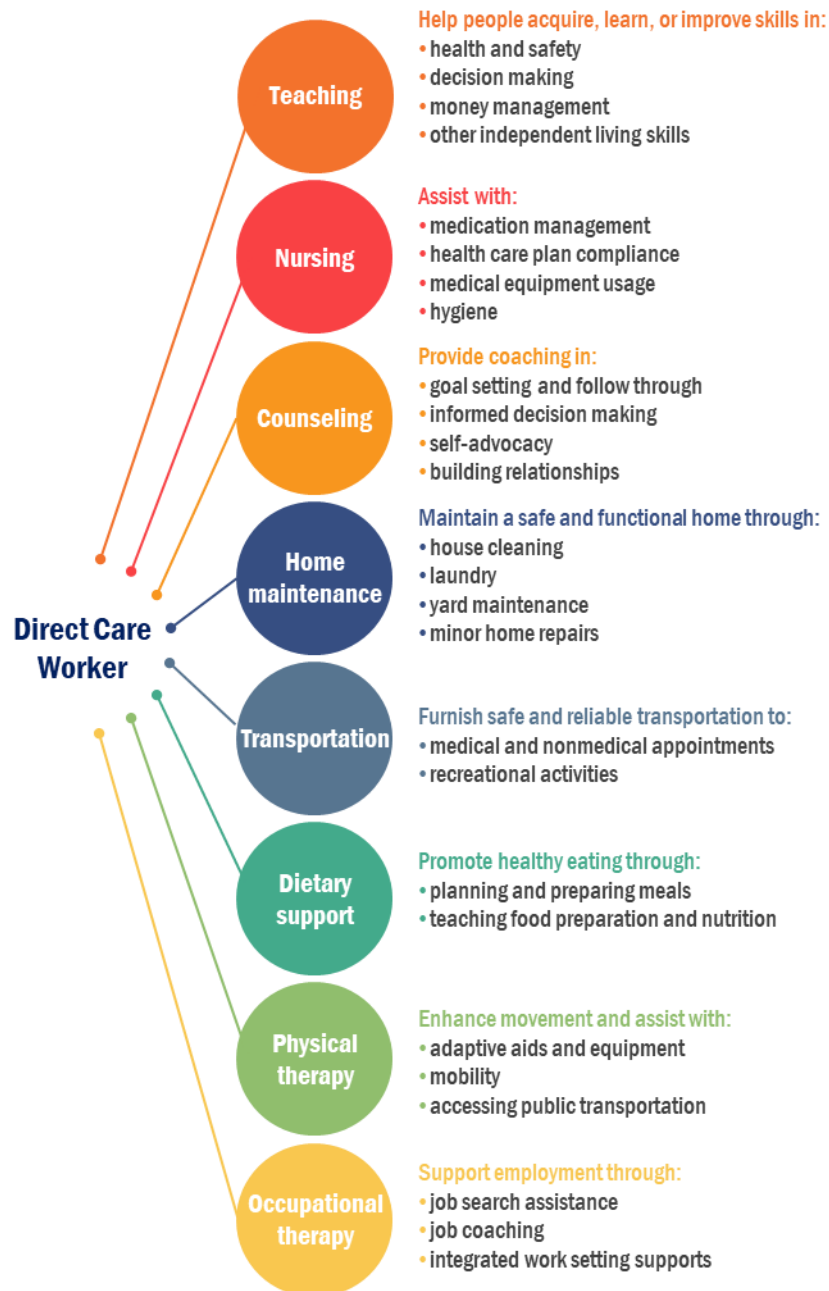 Help people acquire, learn, or improve skills in:
Teaching
• health and safety
• decision making
• money management
• other independent living skills
Assist with:
Nursing
• medication management
• health care plan compliance
• medical equipment usage
• hygiene
Provide coaching in:
Counseling
• goal setting and follow through
• informed decision making
• self-advocacy
• building relationships
Direct Care
Worker
Maintain a safe and functional home through:
Home
maintenance
• house cleaning
• laundry
• yard maintenance
• minor home repairs
Furnish safe and reliable transportation to:
Transportation
• medical and nonmedical appointments
• recreational activities
Promote healthy eating through:
Dietary
support
• planning and preparing meals
• teaching food preparation and nutrition
Enhance movement and assist with:
Physical
therapy
• adaptive aids and equipment
• mobility
• accessing public transportation
Support employment through:
Occupational
therapy
• job search assistance
• job coaching
• integrated work setting supports